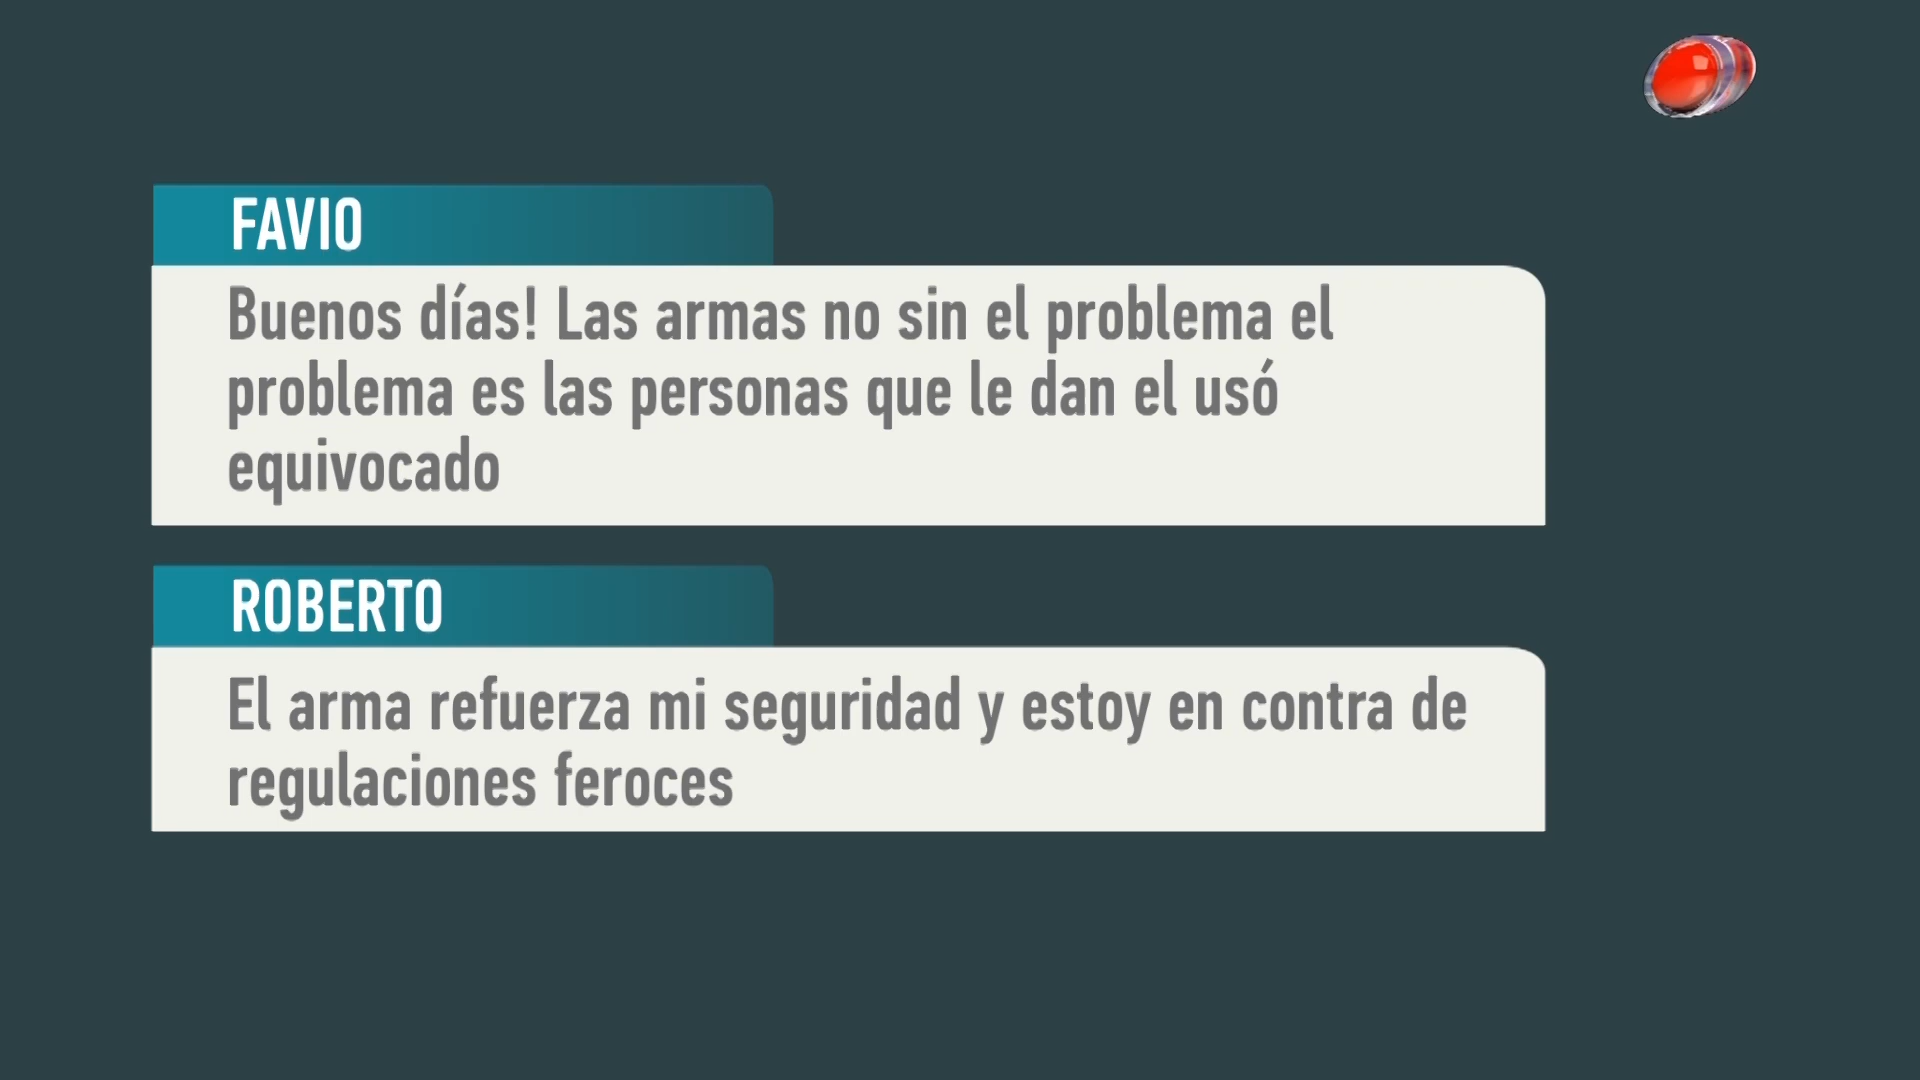 FAVIO
Buenos días! Las armas no sin el problema el
problema es las personas que le dan el usó
equivocado
ROBERTO
El arma refuerza mi seguridad y estoy en contra de
regulaciones feroces